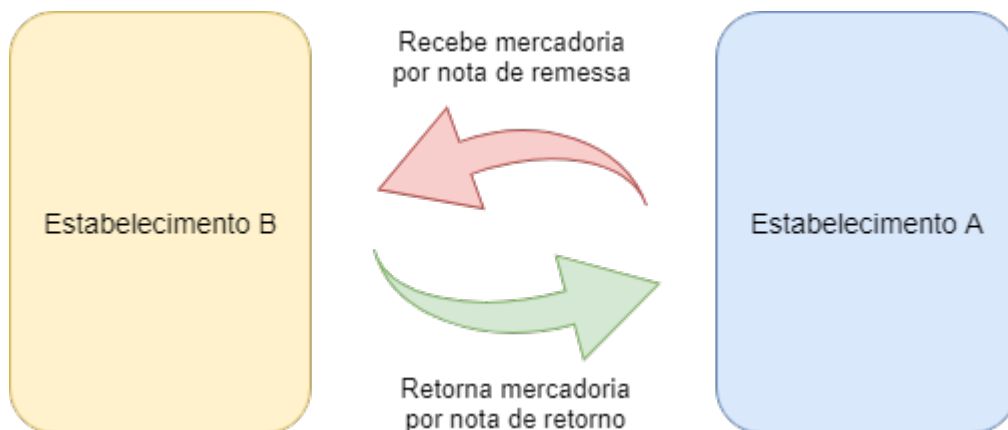 Recebe mercadoria
por nota de remessa
Estabelecimento B
Estabelecimento A
Retorna mercadoria
por nota de retorno